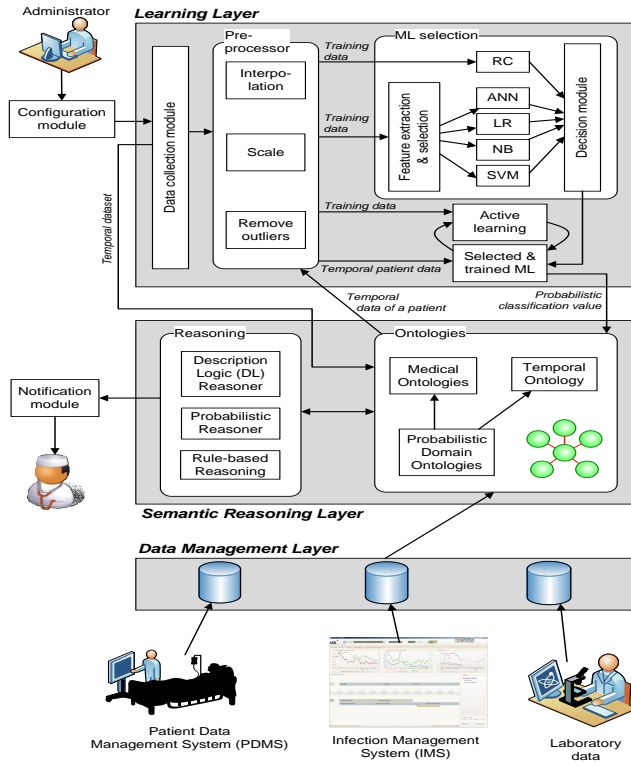 Administrator
Learning Layer
Configuration
module
Data collection module
Pre-
processor
Interpo-
lation
Scale
Remove
outliers
Training
data
Training
data
Training data
Temporal patient data
ML selection
Feature extraction
& selection
RC
ANN
LR
NB
SVM
Decision module
Active
learning
Selected &
trained ML
Temporal dataset
Temporal
data of a patient
Probabilistic
classification value
Reasoning
Description
Logic (DL)
Reasoner
Probabilistic
Reasoner
Rule-based
Reasoning
Ontologies
Medical
Ontologies
Temporal
Ontology
Probabilistic
Domain
Ontologies
Notification
module
Semantic Reasoning Layer
Data Management Layer
Patient Data
Management System (PDMS)
Infection Management
System (IMS)
Laboratory
data